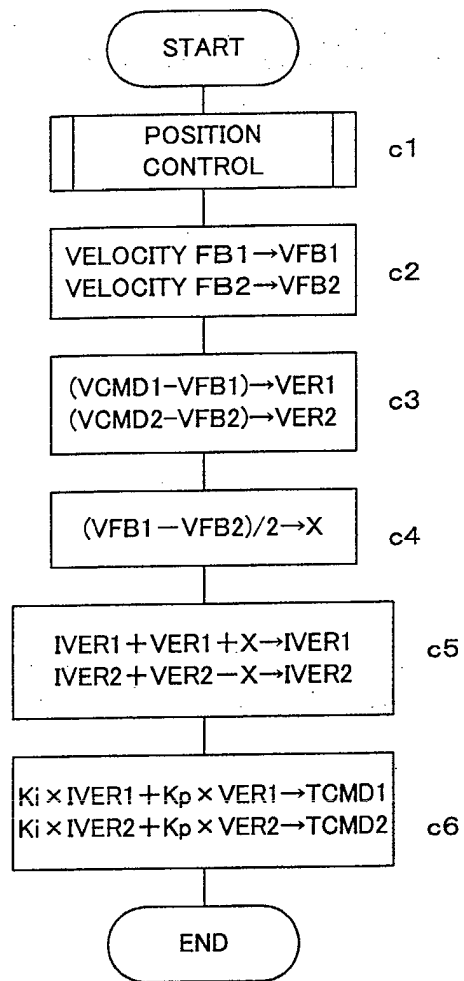 START
POSITION
CONTROL
c1
VELOCITY FB1→VFB1
VELOCITY FB2→VFB2
c2
(VCMD1-VFB1)→VER1
(VCMD2-VFB2)→VER2
c3
(VFB1-VFB2)/2→X
c4
IVER1+VER1+X→IVER1
IVER2+VER2-X→IVER2
c5
Ki×IVER1+Kp×VER1→TCMD1
Ki×IVER2+Kp×VER2→TCMD2
c6
END